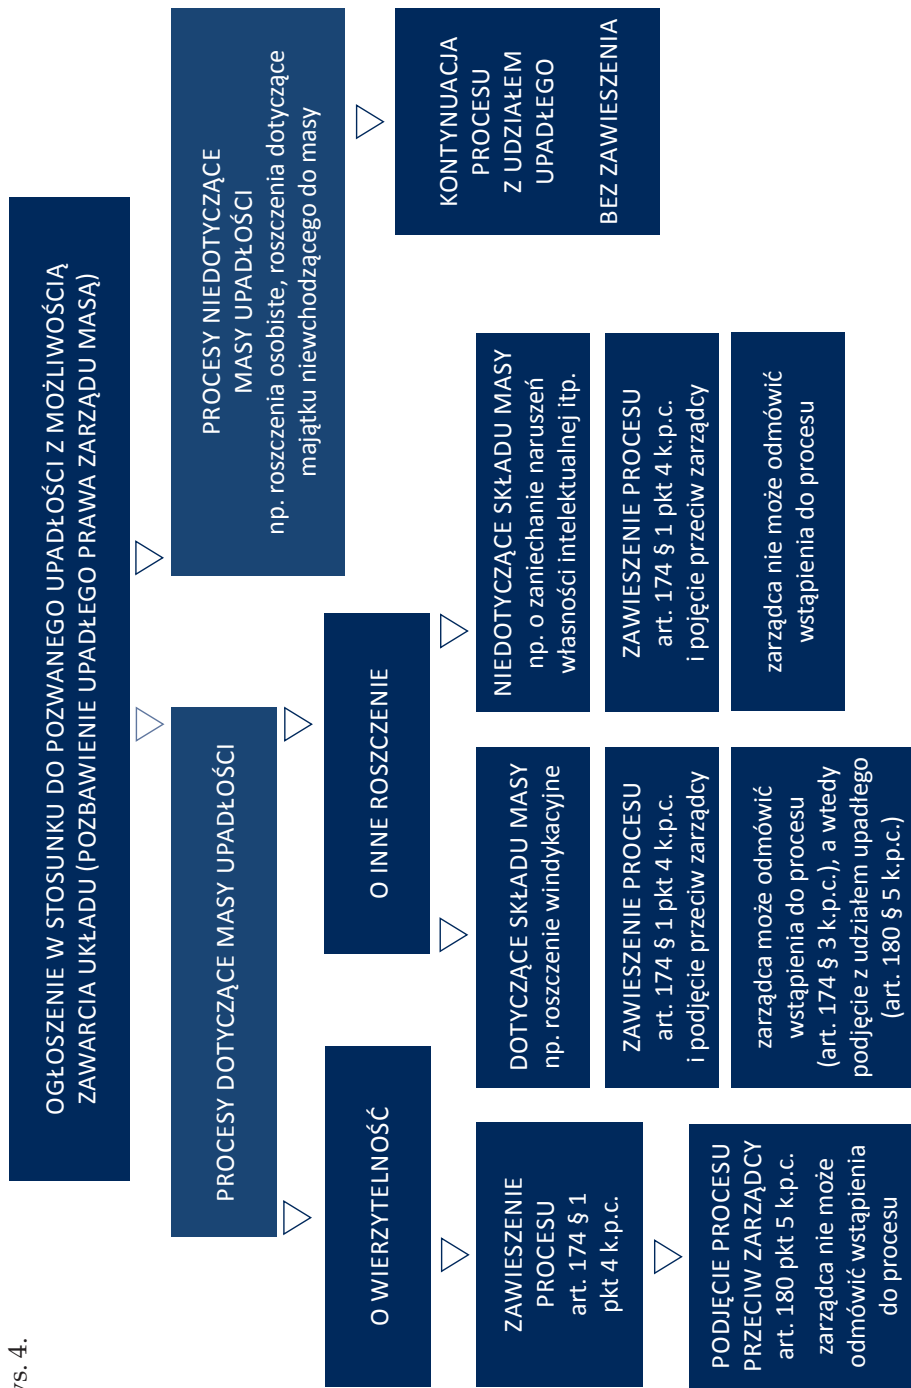 ys. 4.
OGŁOSZENIE W STOSUNKU DO POZWANEGO UPADŁOŚCI Z MOŻLIWOŚCIĄ
ZAWARCIA UKŁADU (POZBAWIENIE UPADŁEGO PRAWA ZARZĄDU MASĄ)
PROCESY DOTYCZĄCE MASY UPADŁOŚCI
PROCESY NIEDOTYCZĄCE
MASY UPADŁOŚCI
np. roszczenia osobiste, roszczenia dotyczące
majątku niewchodzącego do masy
O WIERZYTELNOŚĆ
O INNE ROSZCZENIE
KONTYNUACJA
PROCESU
Z UDZIAŁEM
UPADŁEGO
BEZ ZAWIESZENIA
ZAWIESZENIE
PROCESU
art. 174 § 1
pkt 4 k.p.c.
DOTYCZĄCE SKŁADU MASY
np. roszczenie windykacyjne
NIEDOTYCZĄCE SKŁADU MASY
np. o zaniechanie naruszeń
własności intelektualnej itp.
ZAWIESZENIE PROCESU
art. 174 § 1 pkt 4 k.p.c.
i podjęcie przeciw zarządcy
ZAWIESZENIE PROCESU
art. 174 § 1 pkt 4 k.p.c.
i pojęcie przeciw zarządcy
PODJĘCIE PROCESU
PRZECIW ZARZĄDCY
art. 180 pkt 5 k.p.c.
zarządca nie może
odmówić wstąpienia
do procesu
zarządca może odmówić
wstąpienia do procesu
(art. 174 § 3 k.p.c.), a wtedy
podjęcie z udziałem upadłego
(art. 180 § 5 k.p.c.)
zarządca nie może odmówić
wstąpienia do procesu